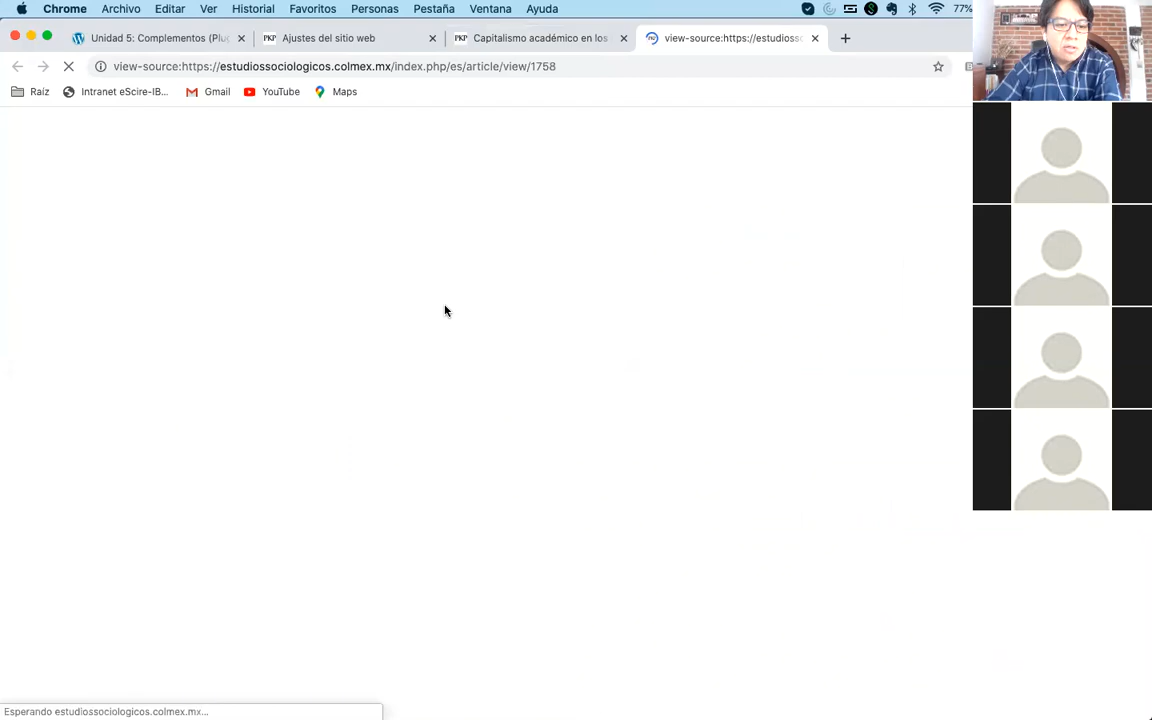 Chrome Archivo Editar Ver Historial Favoritos Personas Pestaña Ventana Ayuda 77%
Unidad 5: Complementos (Plu
PKP Ajustes del sitio web
PKP Capitalismo académico en los
view-source:https://estudioss
view-source:https://estudiossociologicos.colmex.mx/index.php/es/article/view/1758
Raíz Intranet eScire-IB... Gmail YouTube Maps
Esperando estudiossociologicos.colmex.mx...